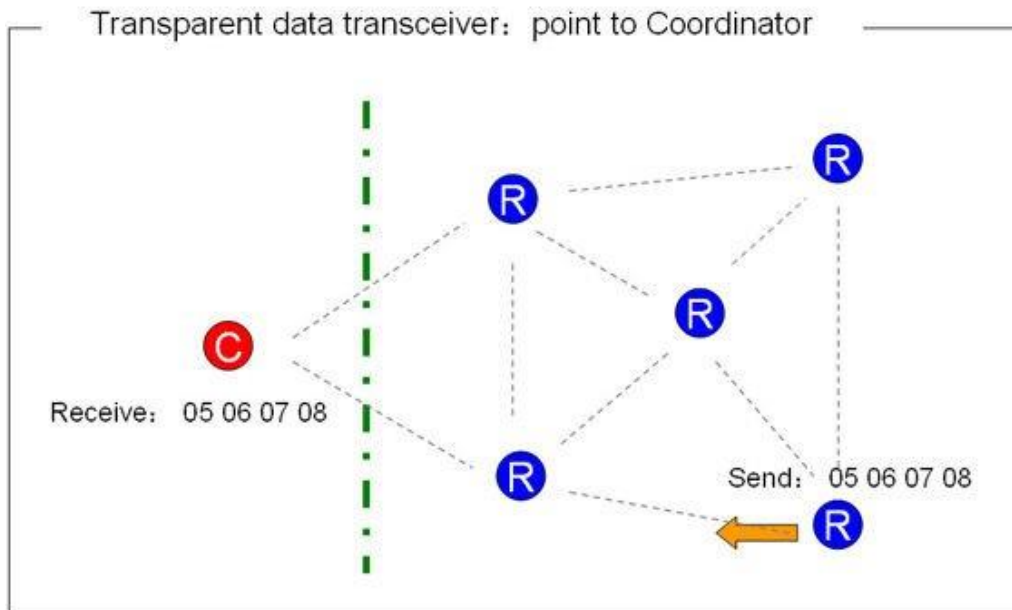 Transparent data transceiver：point to Coordinator
R
R
R
C
Receive： 05 06 07 08
R
Send： 05 06 07 08
R